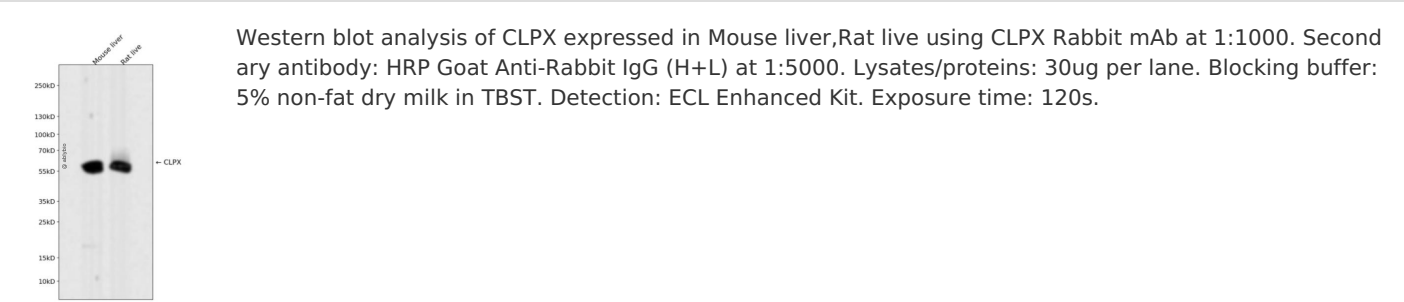 Mouse liver
Rat live
250kD
130kD
100kD
70kD
55kD
35kD
25kD
15kD
10kD
@ abybio
← CLPX
Western blot analysis of CLPX expressed in Mouse liver,Rat live using CLPX Rabbit mAb at 1:1000. Second
ary antibody: HRP Goat Anti-Rabbit IgG (H+L) at 1:5000. Lysates/proteins: 30ug per lane. Blocking buffer:
5% non-fat dry milk in TBST. Detection: ECL Enhanced Kit. Exposure time: 120s.